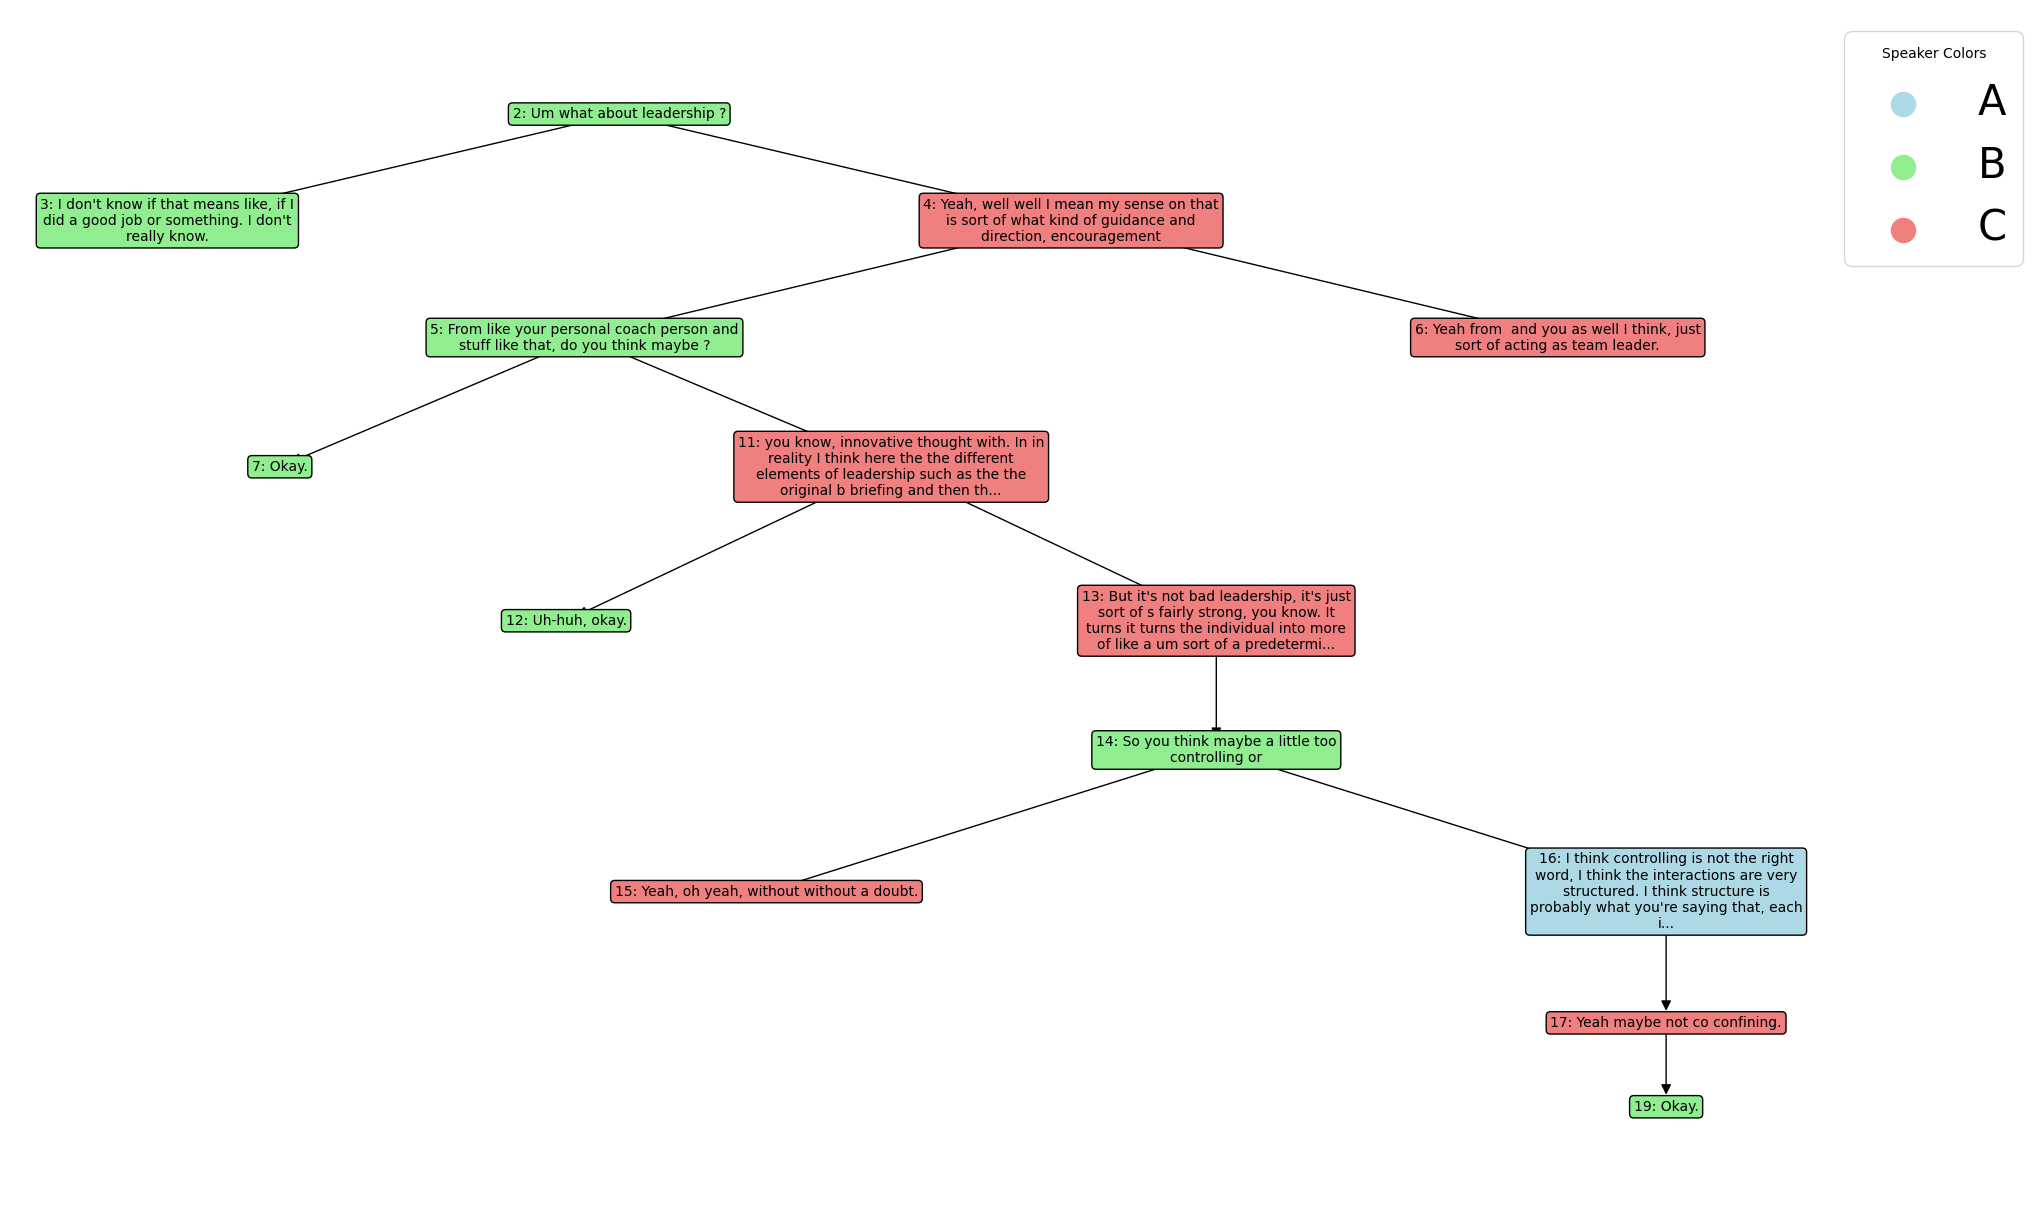 Speaker Colors
A
B
C
2: Um what about leadership ?
3: I don't know if that means like, if I
did a good job or something. I don't
really know.
4: Yeah, well well I mean my sense on that
is sort of what kind of guidance and
direction, encouragement
5: From like your personal coach person and
stuff like that, do you think maybe ?
6: Yeah from  and you as well I think, just
sort of acting as team leader.
7: Okay.
11: you know, innovative thought with. In in
reality I think here the the different
elements of leadership such as the the
original b briefing and then th...
12: Uh-huh, okay.
13: But it's not bad leadership, it's just
sort of s fairly strong, you know. It
turns it turns the individual into more
of like a um sort of a predetermi...
14: So you think maybe a little too
controlling or
15: Yeah, oh yeah, without without a doubt.
16: I think controlling is not the right
word, I think the interactions are very
structured. I think structure is
probably what you're saying that, each
i...
17: Yeah maybe not co confining.
19: Okay.